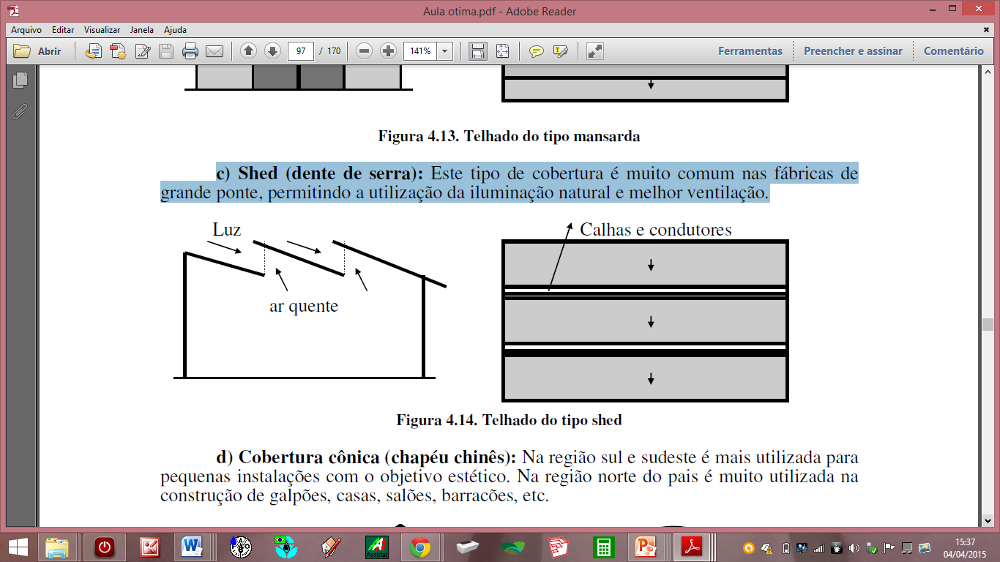 Aula otima.pdf - Adobe Reader
Arquivo Editar Visualizar Janela Ajuda
Abrir 97 / 170 141% Ferramentas Preencher e assinar Comentário
Figura 4.13. Telhado do tipo mansarda
c) Shed (dente de serra): Este tipo de cobertura é muito comum nas fábricas de
grande ponte, permitindo a utilização da iluminação natural e melhor ventilação.
Luz
Calhas e condutores
ar quente
Figura 4.14. Telhado do tipo shed
d) Cobertura cônica (chapéu chinês): Na região sul e sudeste é mais utilizada para
pequenas instalações com o objetivo estético. Na região norte do pais é muito utilizada na
construção de galpões, casas, salões, barracões, etc.
Assistat
15:37
04/04/2015